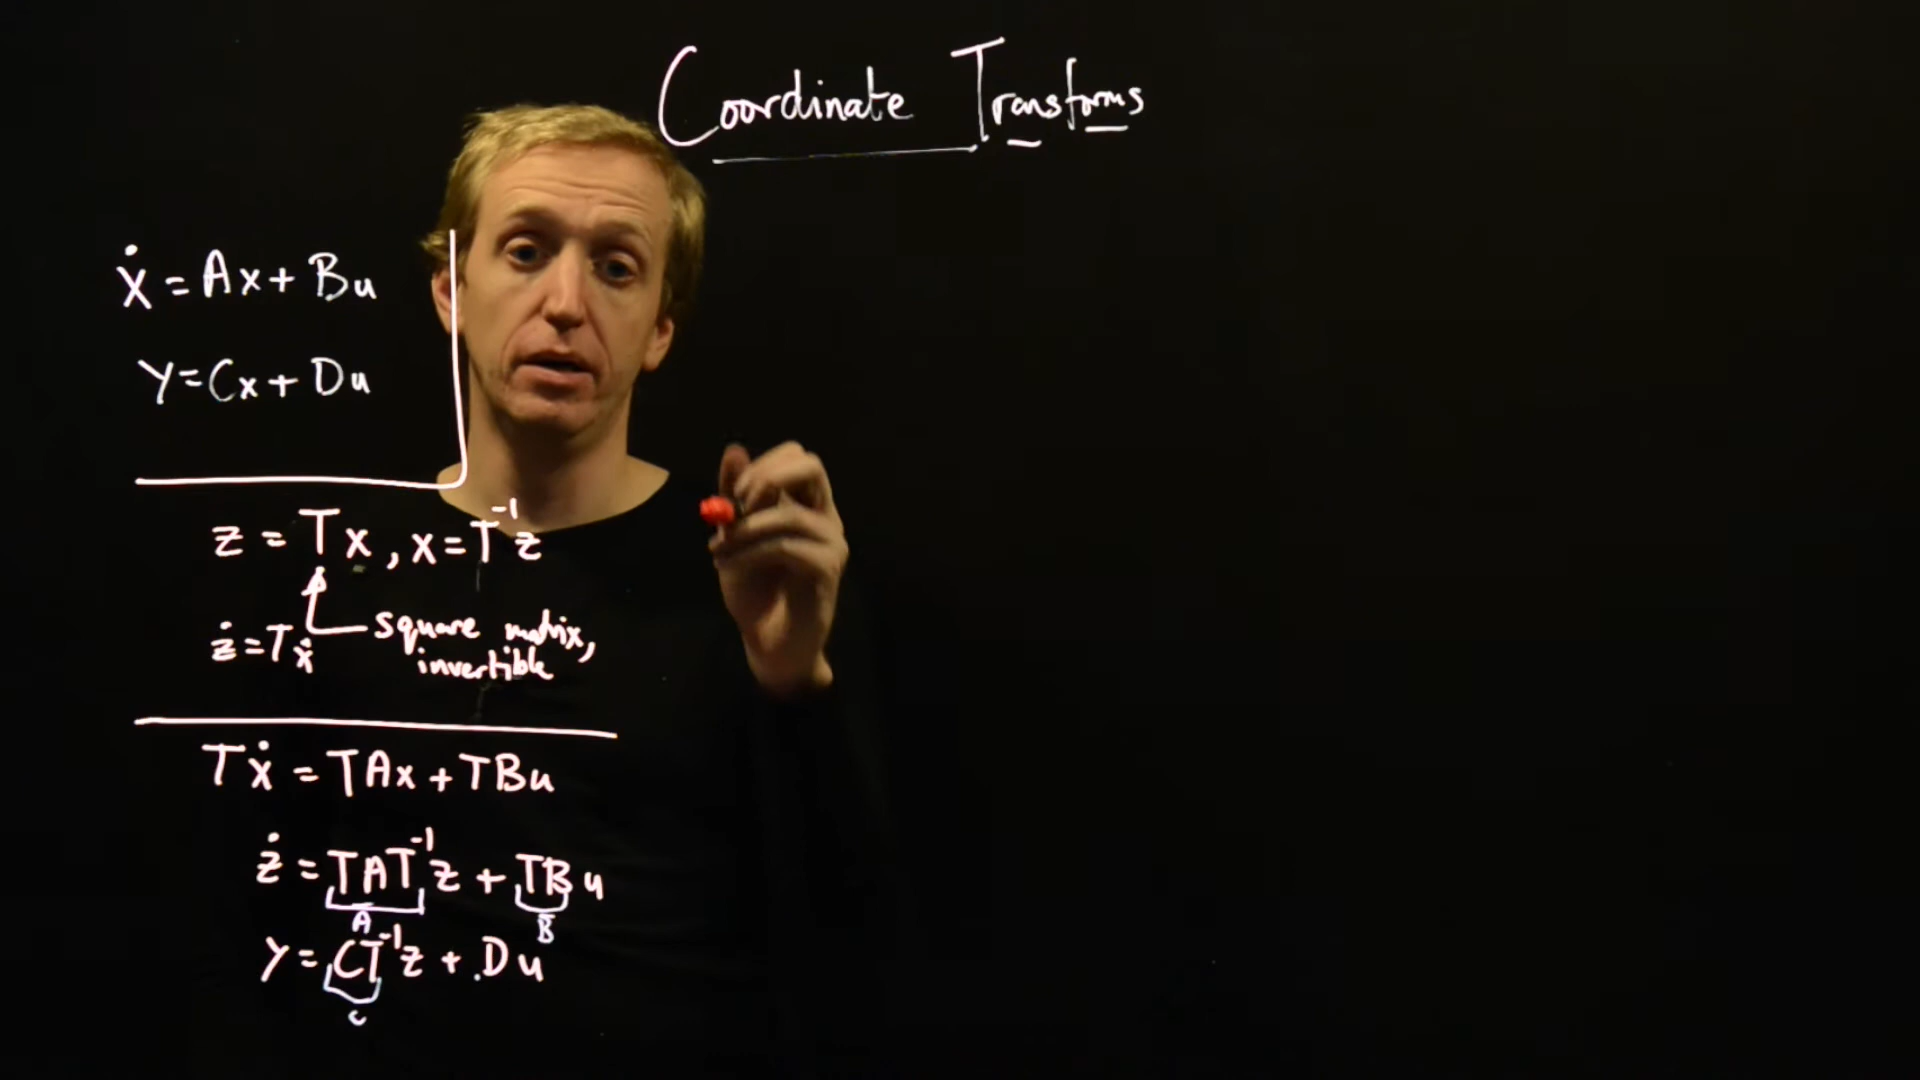 Coordinate Transforms
ẋ = Ax + Bu
y = Cx + Du
z = Tx , x = T⁻¹z
ż = Tẋ
square matrix,
invertible
Tẋ = TAx + TBu
ż = TAT⁻¹z + TBu
Ā B̄
y = CT⁻¹z + Du
C̄